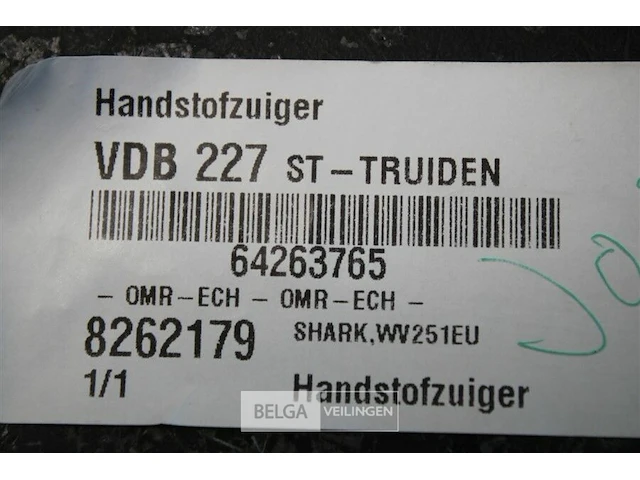 Handstofzuiger
VDB 227 ST-TRUIDEN
64263765
- OMR-ECH - OMR-ECH -
8262179 SHARK,WV251EU
1/1 Handstofzuiger
BELGA VEILINGEN